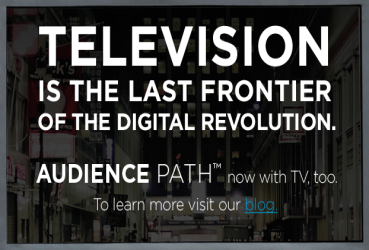 TELEVISION
IS THE LAST FRONTIER
OF THE DIGITAL REVOLUTION.
AUDIENCE PATH™ now with TV, too.
To learn more visit our blog.